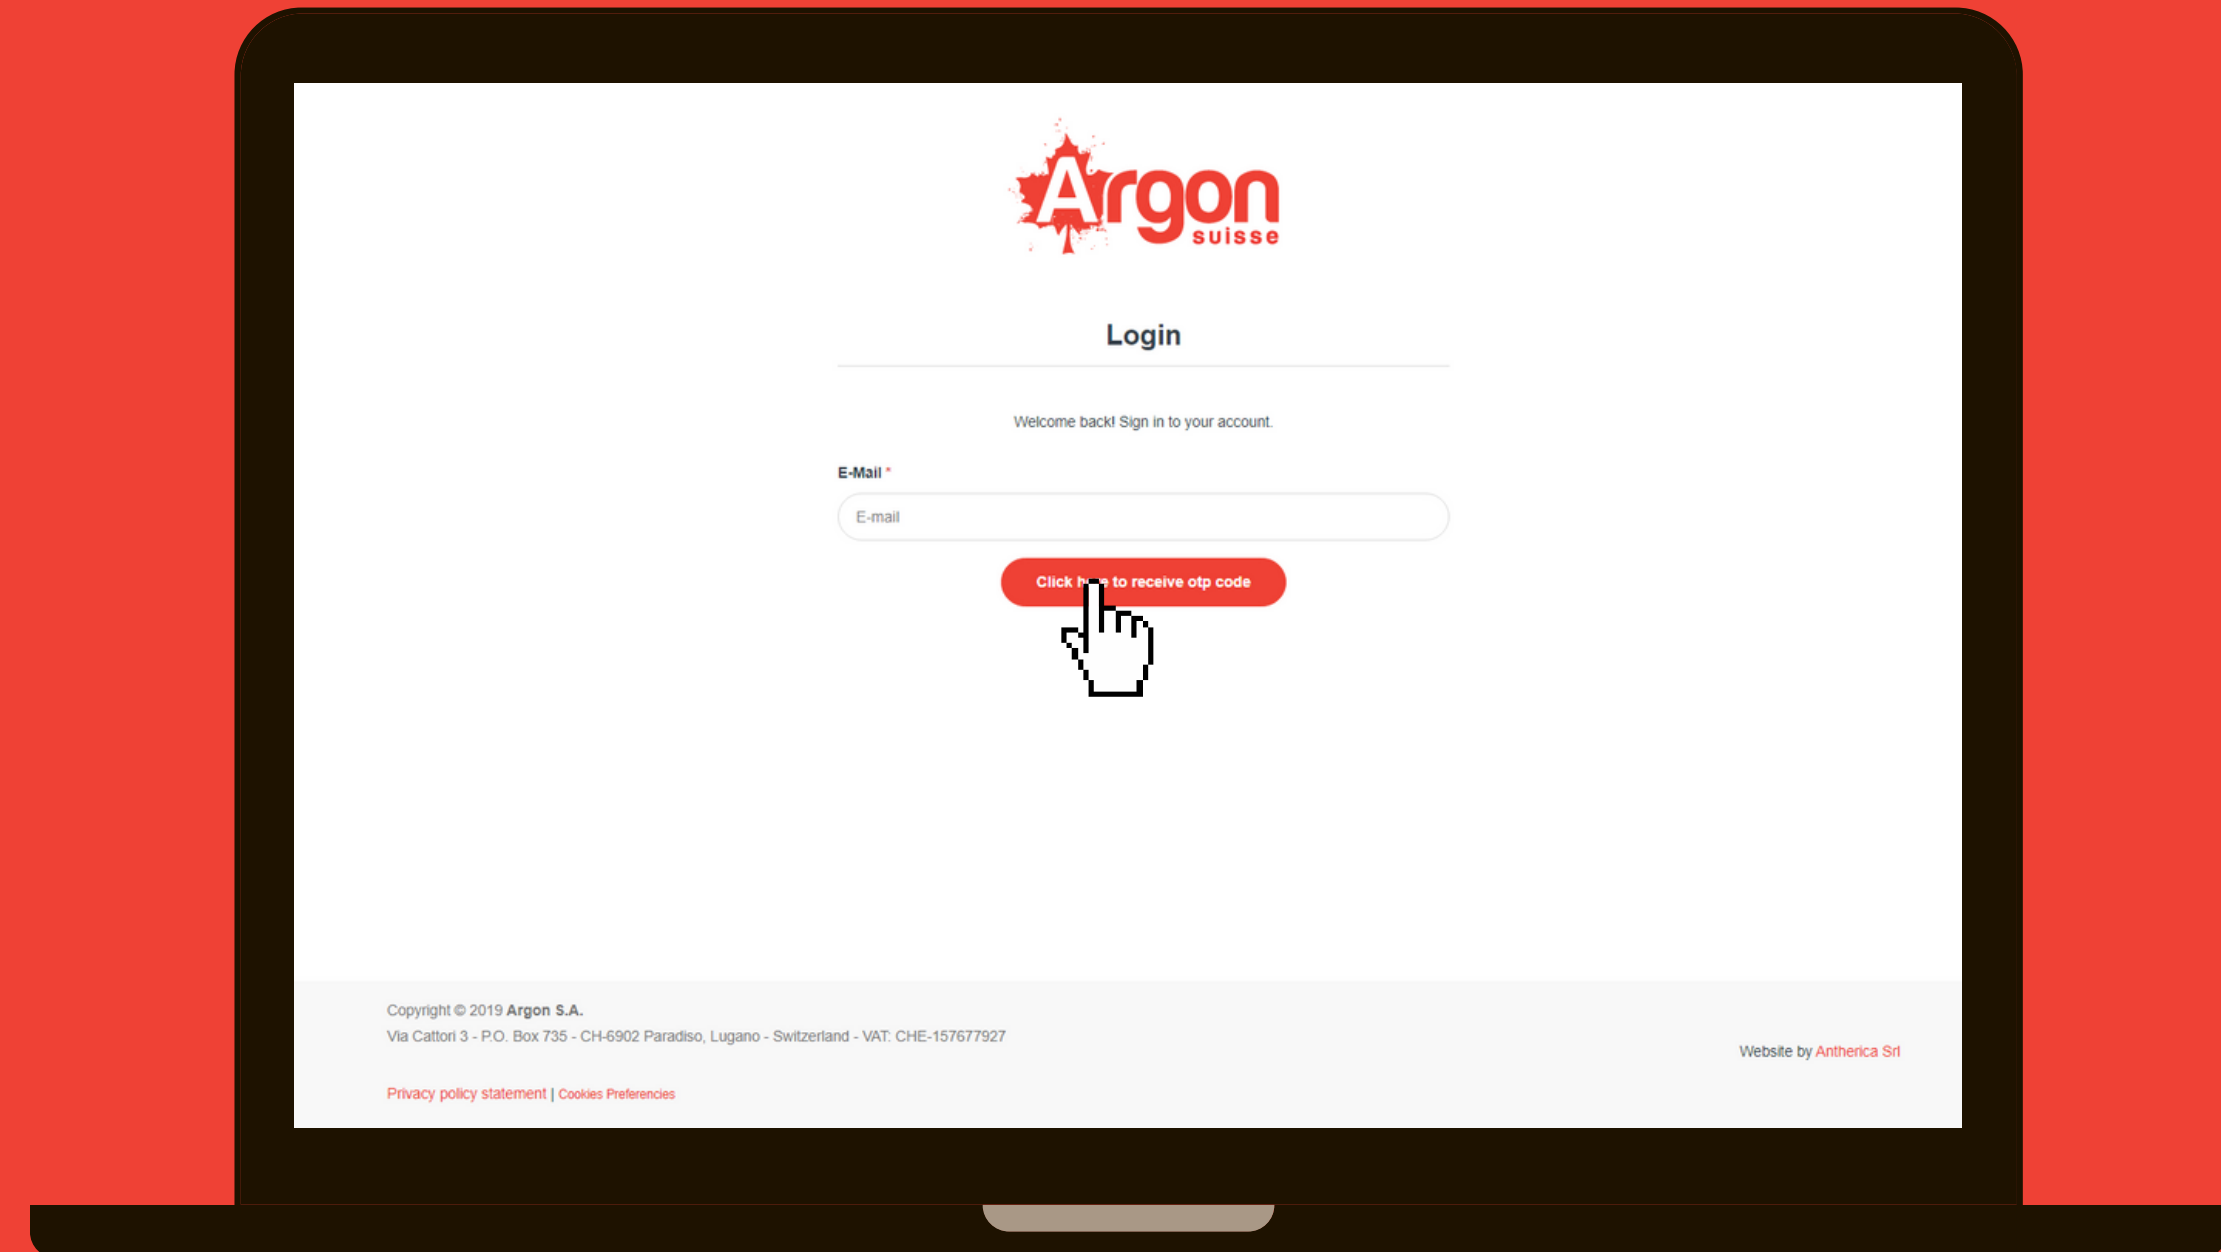 Argon
suisse
Login
Welcome back! Sign in to your account.
E-Mail *
E-mail
Click here to receive otp code
Copyright © 2019 Argon S.A.
Via Cattori 3 - P.O. Box 735 - CH-6902 Paradiso, Lugano - Switzerland - VAT: CHE-157677927
Website by Antherica Srl
Privacy policy statement | Cookies Preferencies